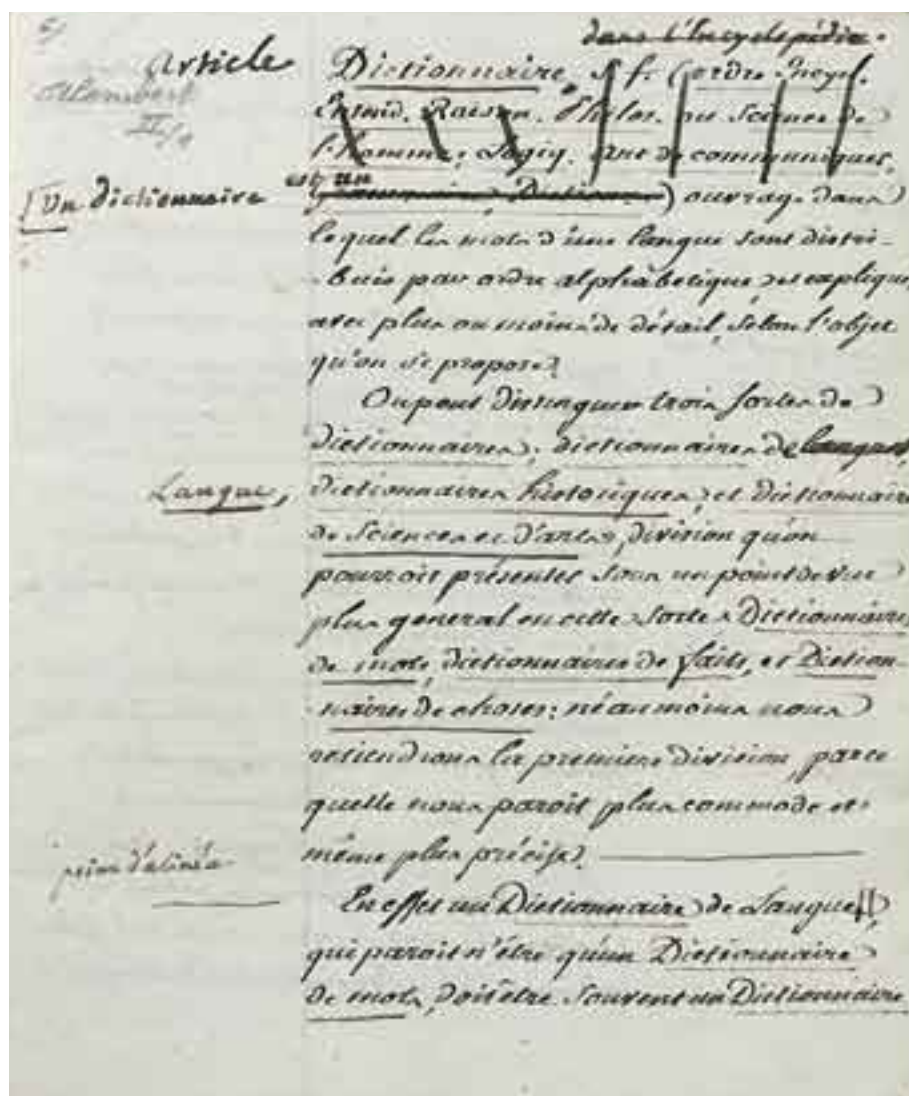 dans l'Encyclopédie.
Article Dictionnaire, s. f. (ordre Encycl.
Entend. Raison. Philos. ou Science de
l'homme; Logiq. Art de communiquer,
Un dictionnaire est un
Grammaire, Diction.) ouvrage dans
lequel les mots d'une langue sont distri-
-bués par ordre alphabetique, et expliqués
avec plus ou moins de détail, selon l'objet
qu'on se propose.
On peut distinguer trois sortes de
dictionnaires; dictionnaires de langues,
Langue, dictionnaires historiques, et dictionnaires
de Sciences et d'arts, division qu'on
pourroit présenter sous un point de vue
plus general en cette sorte, Dictionnaires
de mots, dictionnaires de faits, et Diction-
-naires de choses: néanmoins nous
retiendrons la premiere division, parce
quelle nous paroit plus commode et
même plus précise.
point d'alinéa
En effet un Dictionnaire de Langue,
qui paroit n'être qu'un Dictionnaire
de mots, doit être souvent un Dictionnaire